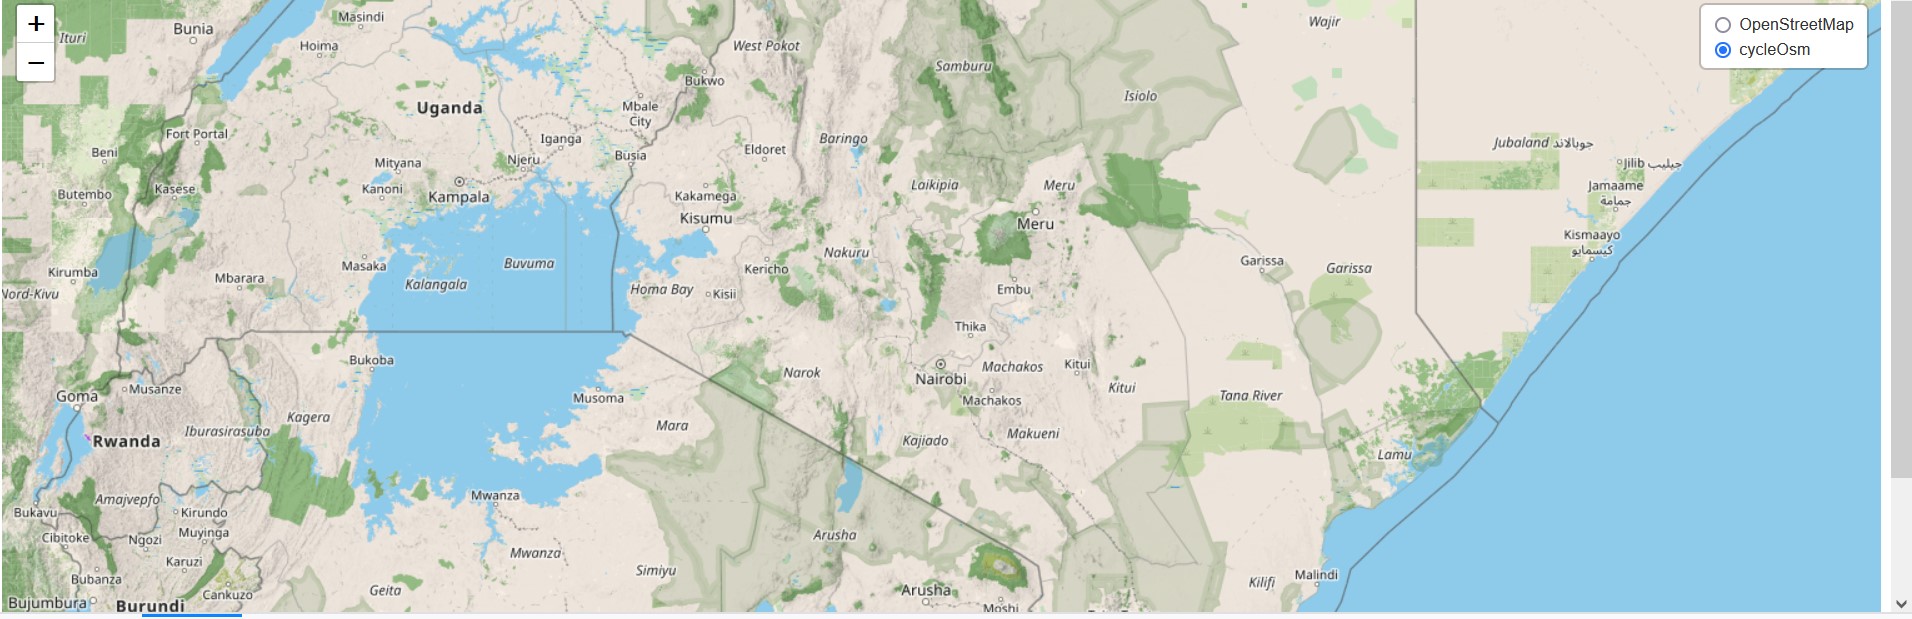 +
−
OpenStreetMap
cycleOsm
Ituri
Bunia
Masindi
Hoima
West Pokot
Wajir
Samburu
Bukwo
Isiolo
Uganda
Mbale
City
Fort Portal
Iganga
Baringo
Jubaland جوبالاند
Beni
Mityana
Njeru
Busia
Eldoret
Jilib جيليب
Butembo
Kasese
Kanoni
Kampala
Kakamega
Laikipia
Meru
Jamaame
جمامة
Kisumu
Meru
Kismaayo
كيسمايو
Kirumba
Mbarara
Masaka
Kalangala
Buvuma
Kericho
Nakuru
Garissa
Garissa
Nord-Kivu
Homa Bay
Kisii
Embu
Thika
Bukoba
Narok
Nairobi
Machakos
Kitui
Kitui
Goma
Musanze
Musoma
Machakos
Tana River
Rwanda
Iburasirasuba
Kagera
Mara
Kajiado
Makueni
Lamu
Amajyepfo
Mwanza
Bukavu
Kirundo
Cibitoke
Ngozi
Muyinga
Mwanza
Arusha
Karuzi
Simiyu
Bubanza
Cankuzo
Geita
Arusha
Kilifi
Malindi
Bujumbura
Burundi
Moshi